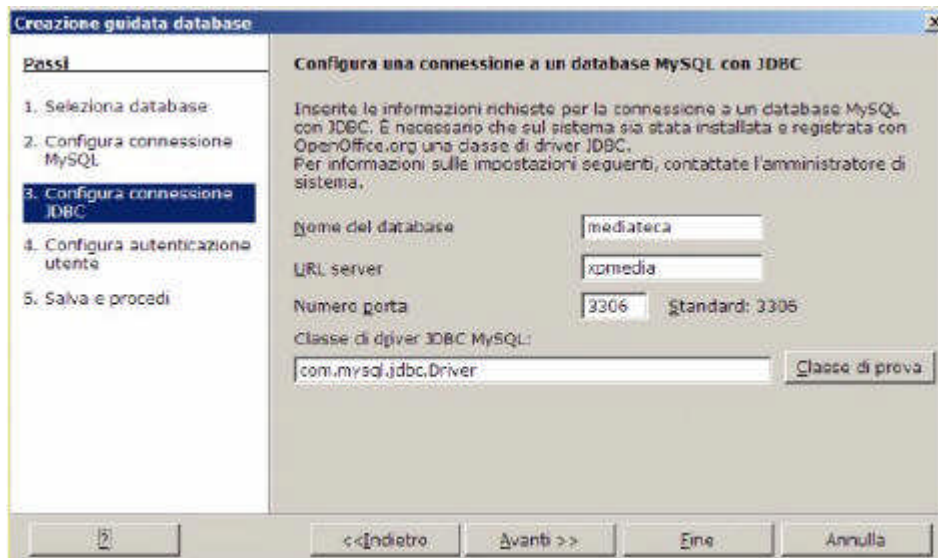 Creazione guidata database
Passi
1. Seleziona database
2. Configura connessione
MySQL
3. Configura connessione
JDBC
4. Configura autenticazione
utente
5. Salva e procedi
Configura una connessione a un database MySQL con JDBC
Inserite le informazioni richieste per la connessione a un database MySQL
con JDBC. È necessario che sul sistema sia stata installata e registrata con
OpenOffice.org una classe di driver JDBC.
Per informazioni sulle impostazioni seguenti, contattate l'amministratore di
sistema.
Nome del database
mediateca
URL server
xpmedia
Numero porta
3306
Standard: 3306
Classe di driver JDBC MySQL:
com.mysql.jdbc.Driver
Classe di prova
?
<<Indietro
Avanti >>
Fine
Annulla